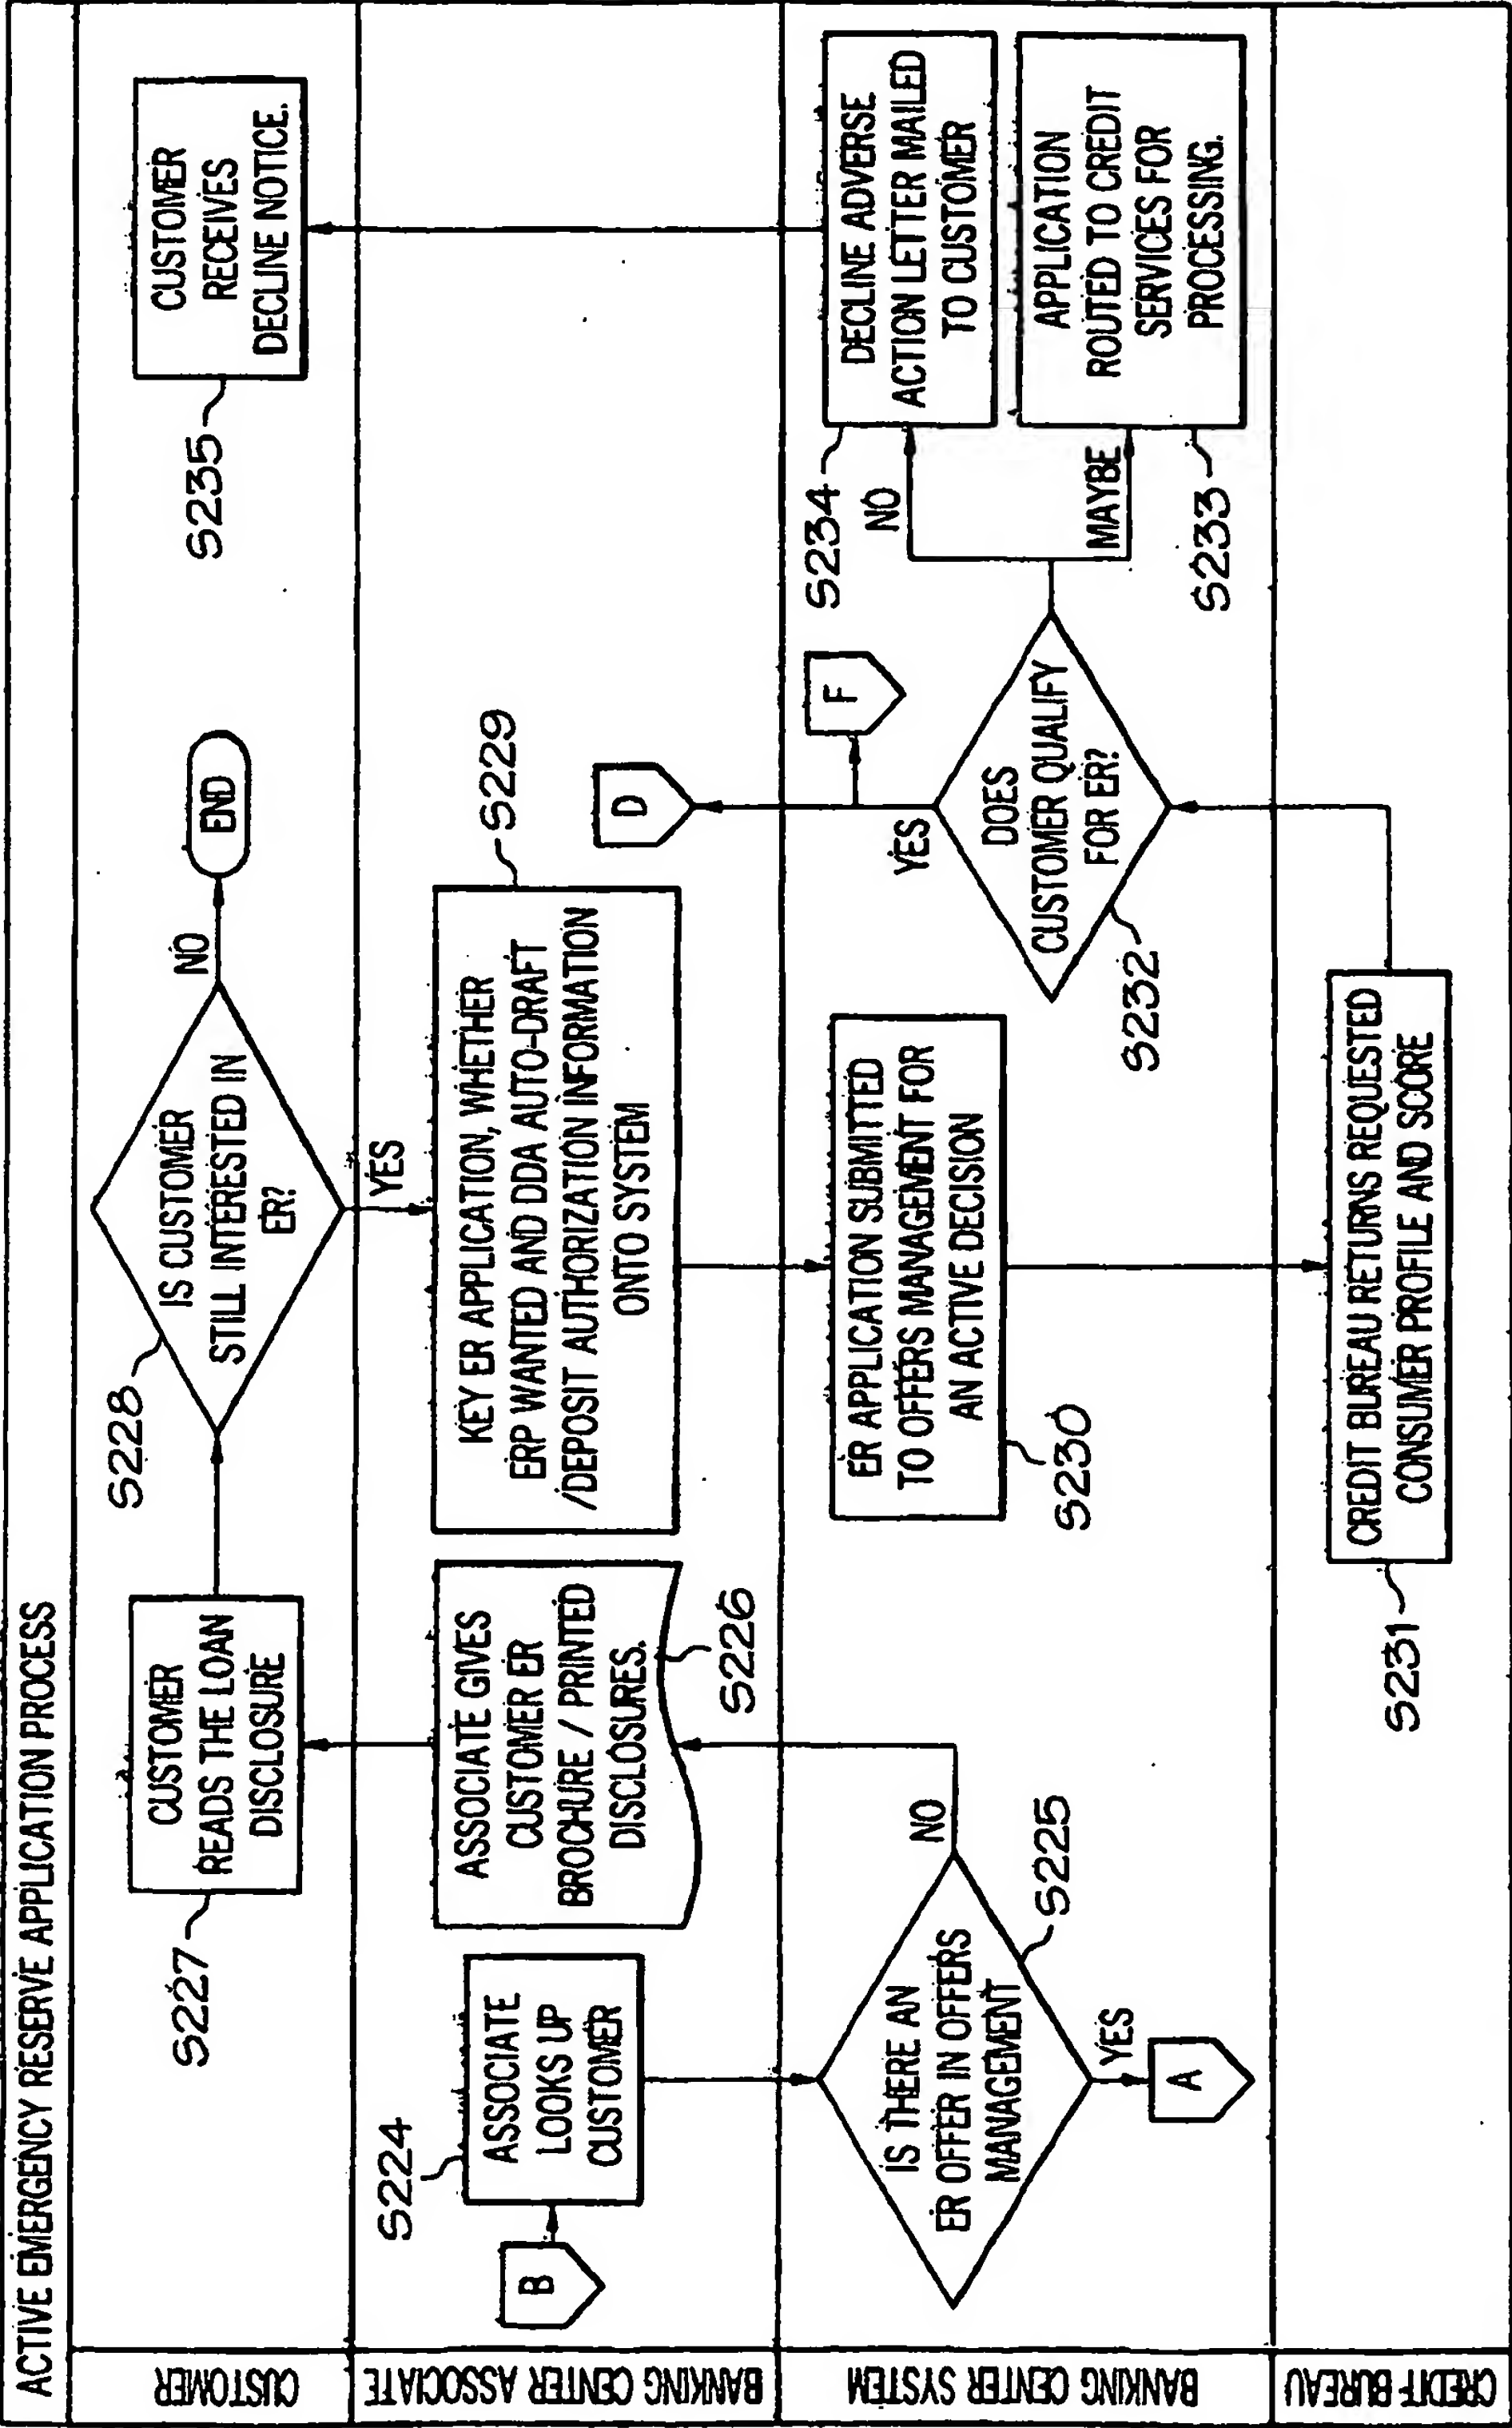 ACTIVE EMERGENCY RESERVE APPLICATION PROCESS
CUSTOMER
S227
CUSTOMER
READS THE LOAN
DISCLOSURE
S228
IS CUSTOMER
STILL INTERESTED IN
ER?
NO
END
YES
S235
CUSTOMER
RECEIVES
DECLINE NOTICE.
BANKING CENTER ASSOCIATE
B
S224
ASSOCIATE
LOOKS UP
CUSTOMER
ASSOCIATE GIVES
CUSTOMER ER
BROCHURE / PRINTED
DISCLOSURES.
S226
KEY ER APPLICATION, WHETHER
ERP WANTED AND DDA AUTO-DRAFT
/DEPOSIT AUTHORIZATION INFORMATION
ONTO SYSTEM
S229
D
BANKING CENTER SYSTEM
IS THERE AN
ER OFFER IN OFFERS
MANAGEMENT
NO
S225
YES
A
ER APPLICATION SUBMITTED
TO OFFERS MANAGEMENT FOR
AN ACTIVE DECISION
S230
YES
F
DOES
CUSTOMER QUALIFY
FOR ER?
S232
S234
NO
DECLINE ADVERSE
ACTION LETTER MAILED
TO CUSTOMER
MAYBE
S233
APPLICATION
ROUTED TO CREDIT
SERVICES FOR
PROCESSING.
CREDIT BUREAU
S231
CREDIT BUREAU RETURNS REQUESTED
CONSUMER PROFILE AND SCORE